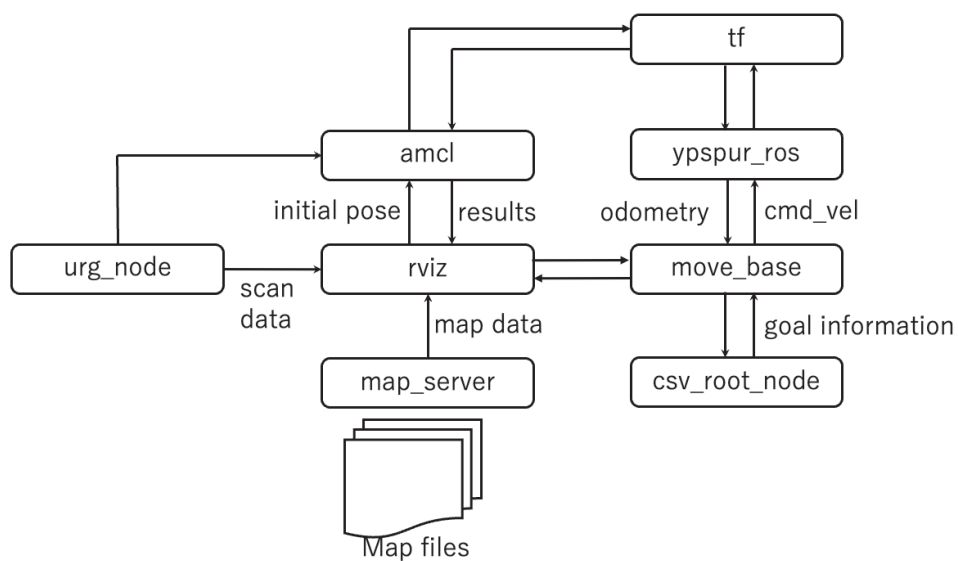 tf
amcl
ypspur_ros
initial pose
results
odometry
cmd_vel
urg_node
rviz
move_base
scan
data
map data
goal information
map_server
csv_root_node
Map files